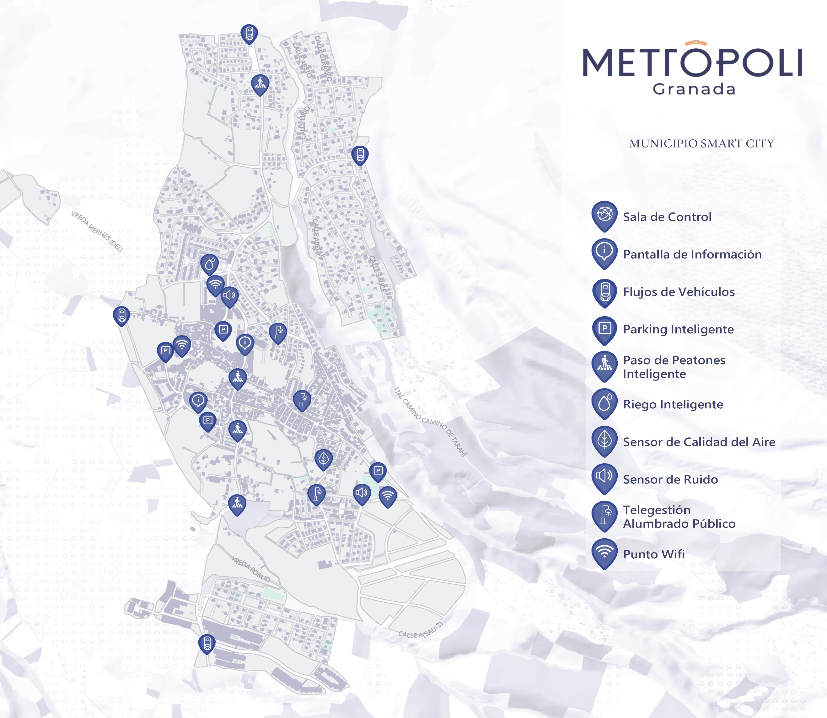 METTÓPOLI
Granada
MUNICIPIO SMART CITY
Sala de Control
Pantalla de Información
Flujos de Vehículos
Parking Inteligente
Paso de Peatones
Inteligente
Riego Inteligente
Sensor de Calidad del Aire
Sensor de Ruido
Telegestión
Alumbrado Público
Punto Wifi